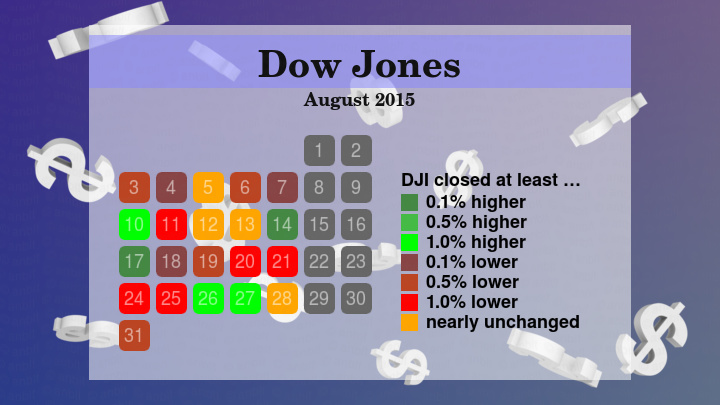 Dow Jones
August 2015
1 2
3 4 5 6 7 8 9
10 11 12 13 14 15 16
17 18 19 20 21 22 23
24 25 26 27 28 29 30
31
DJI closed at least …
0.1% higher
0.5% higher
1.0% higher
0.1% lower
0.5% lower
1.0% lower
nearly unchanged